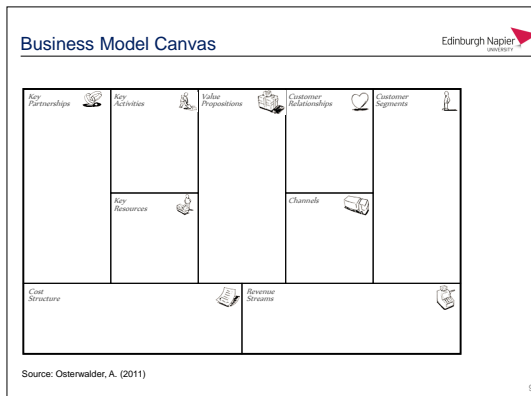 Business Model Canvas
Edinburgh Napier
UNIVERSITY
Key
Partnerships
Key
Activities
Value
Propositions
Customer
Relationships
Customer
Segments
Key
Resources
Channels
Cost
Structure
Revenue
Streams
Source: Osterwalder, A. (2011)
9